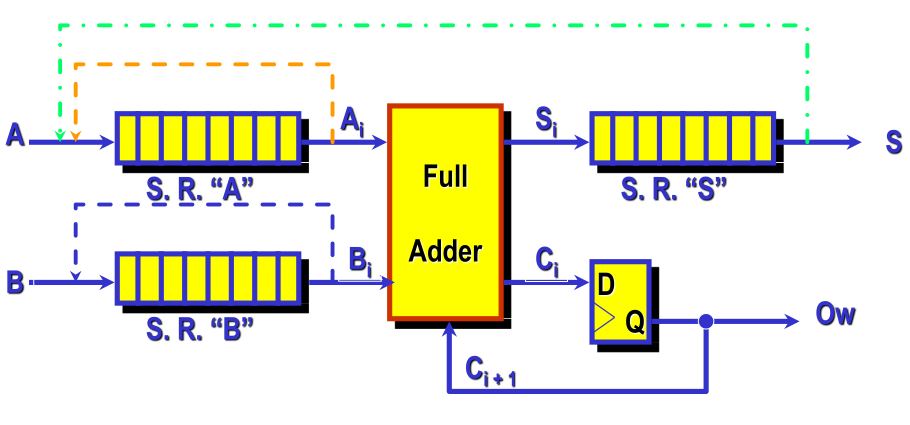 A
Aᵢ
Sᵢ
S
Full
Adder
S. R. “A”
S. R. “S”
B
Bᵢ
Cᵢ
D
Q
Ow
S. R. “B”
Cᵢ ₊ ₁